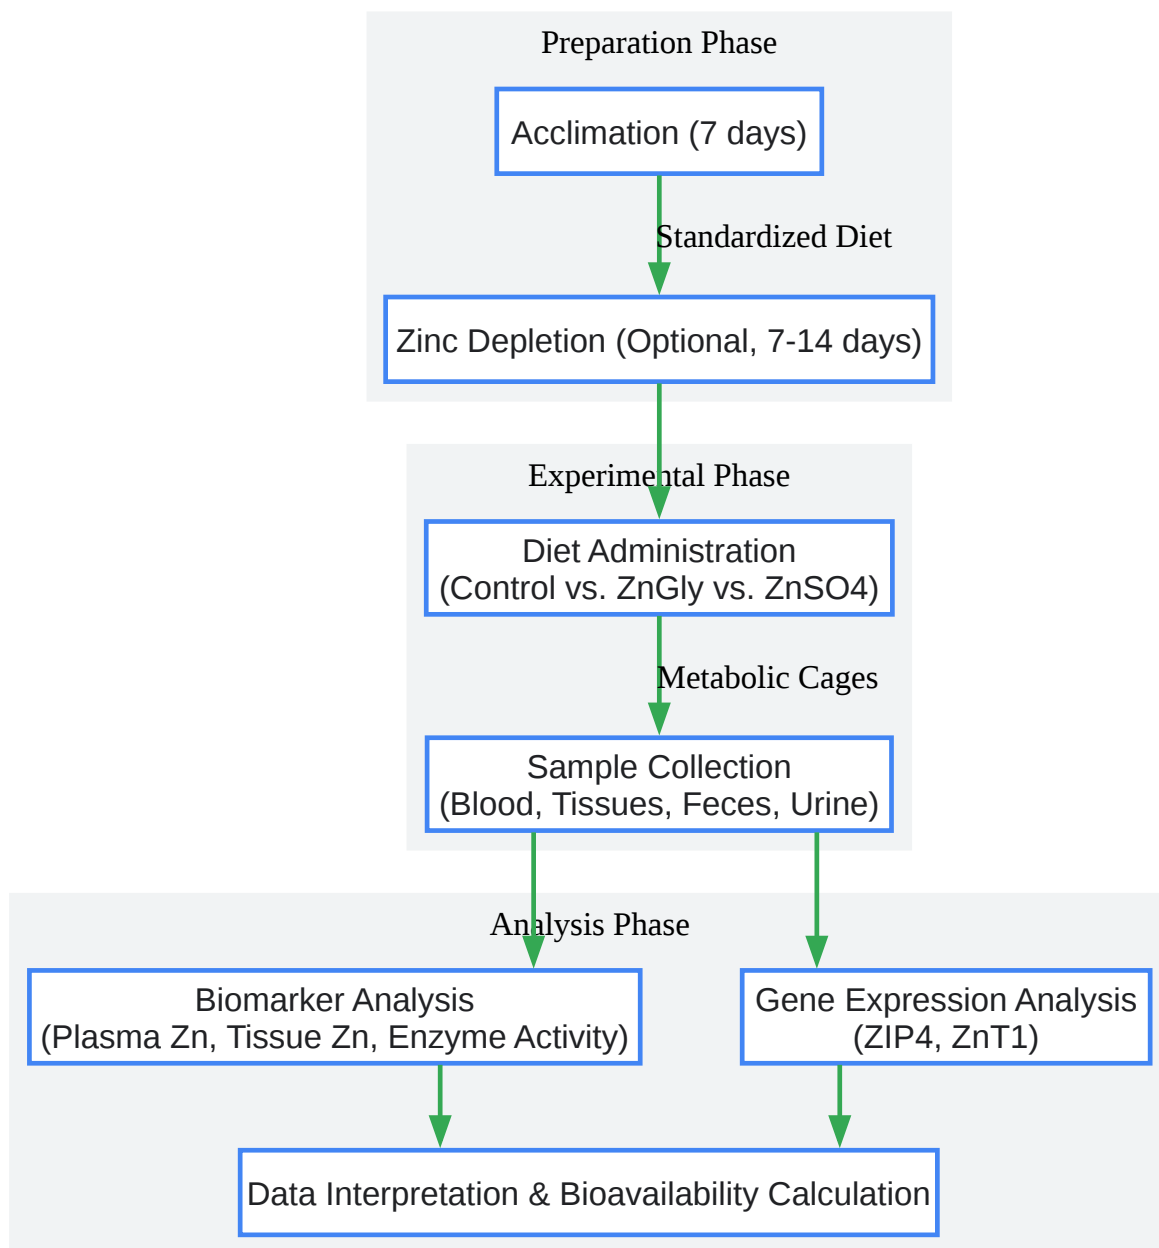 Preparation Phase
Acclimation (7 days)
Standardized Diet
Zinc Depletion (Optional, 7-14 days)
Experimental Phase
Diet Administration
(Control vs. ZnGly vs. ZnSO4)
Metabolic Cages
Sample Collection
(Blood, Tissues, Feces, Urine)
Analysis Phase
Biomarker Analysis
(Plasma Zn, Tissue Zn, Enzyme Activity)
Gene Expression Analysis
(ZIP4, ZnT1)
Data Interpretation & Bioavailability Calculation